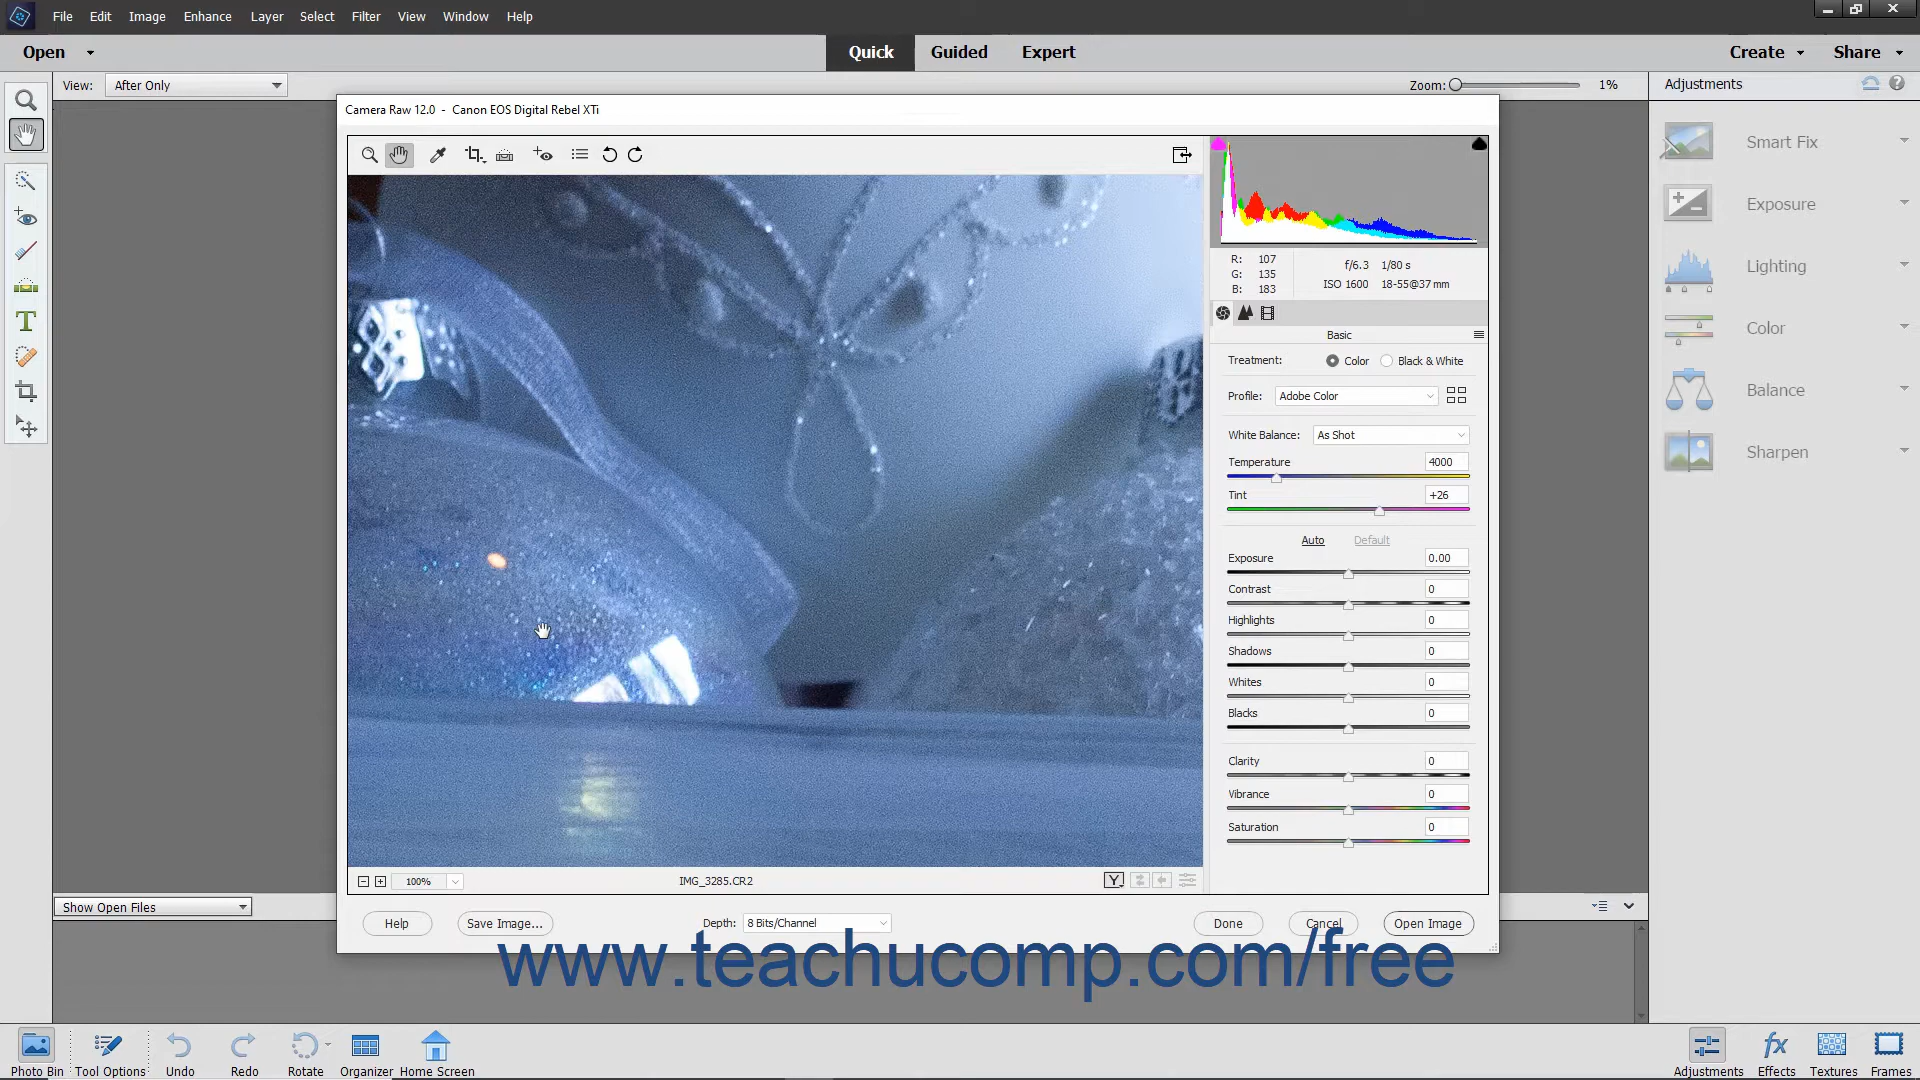 File Edit Image Enhance Layer Select Filter View Window Help
Open Quick Guided Expert Create Share
View: After Only Zoom: 1% Adjustments
Camera Raw 12.0 - Canon EOS Digital Rebel XTi
Smart Fix
Exposure
Lighting
Color
Balance
Sharpen
R: 107
G: 135
B: 183
f/6.3 1/80 s
ISO 1600 18-55@37 mm
Basic
Treatment: Color Black & White
Profile: Adobe Color
White Balance: As Shot
Temperature 4000
Tint +26
Auto Default
Exposure 0.00
Contrast 0
Highlights 0
Shadows 0
Whites 0
Blacks 0
Clarity 0
Vibrance 0
Saturation 0
100% IMG_3285.CR2 Y
Show Open Files
Help Save Image... Depth: 8 Bits/Channel Done Cancel Open Image
www.teachucomp.com/free
Photo Bin Tool Options Undo Redo Rotate Organizer Home Screen fx Adjustments Effects Textures Frames